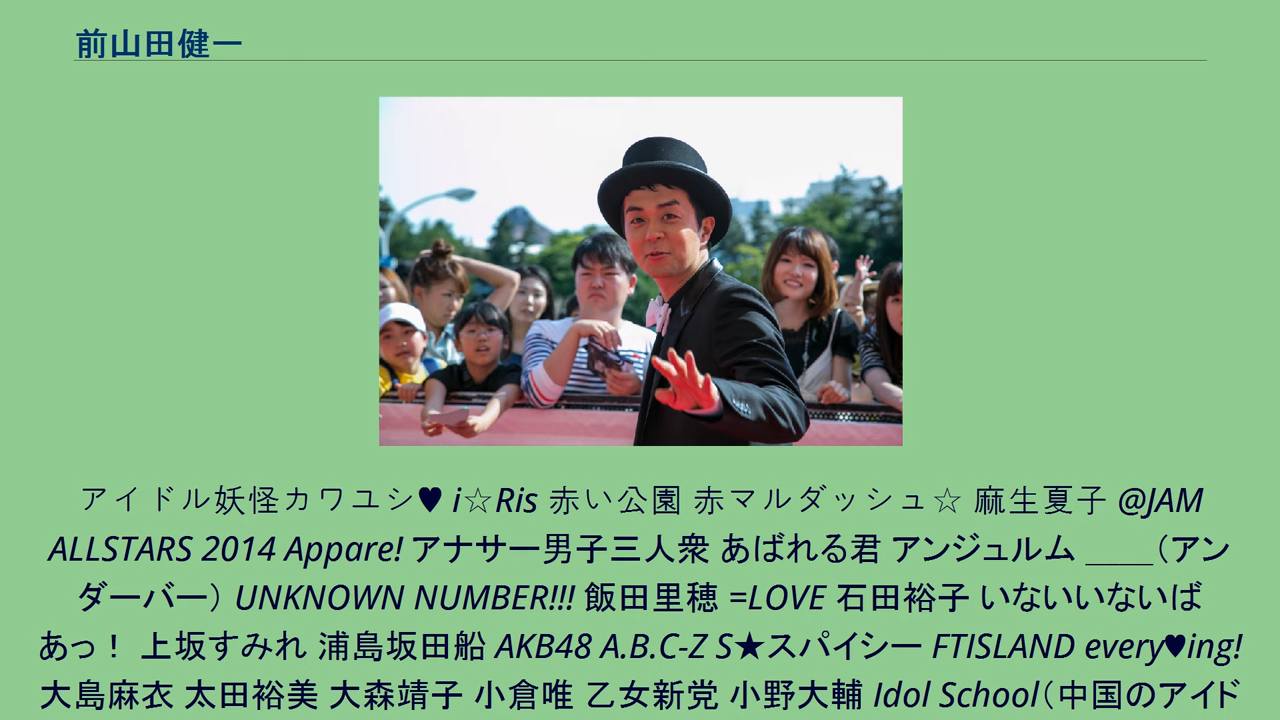 前山田健一
アイドル妖怪カワユシ♥ i☆Ris 赤い公園 赤マルダッシュ☆ 麻生夏子 @JAM
ALLSTARS 2014 Appare! アナサー男子三人衆 あばれる君 アンジュルム ____（アン
ダーバー） UNKNOWN NUMBER!!! 飯田里穂 =LOVE 石田裕子 いないいないば
あっ！ 上坂すみれ 浦島坂田船 AKB48 A.B.C-Z S★スパイシー FTISLAND every♥ing!
大島麻衣 太田裕美 大森靖子 小倉唯 乙女新党 小野大輔 Idol School（中国のアイド